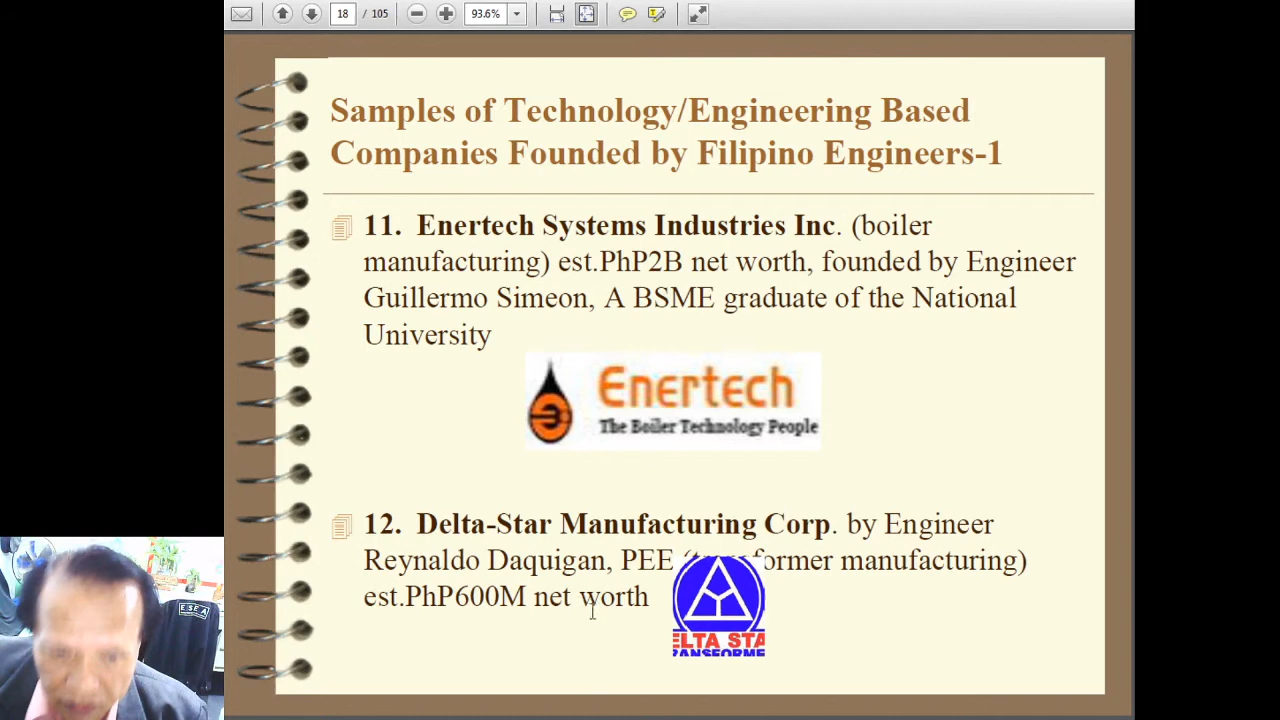 18 / 105
93.6%
Samples of Technology/Engineering Based
Companies Founded by Filipino Engineers-1
11. Enertech Systems Industries Inc. (boiler
manufacturing) est.PhP2B net worth, founded by Engineer
Guillermo Simeon, A BSME graduate of the National
University
Enertech
The Boiler Technology People
12. Delta-Star Manufacturing Corp. by Engineer
Reynaldo Daquigan, PEE (transformer manufacturing)
est.PhP600M net worth
ELTA STA
ANSFORME
ESEA